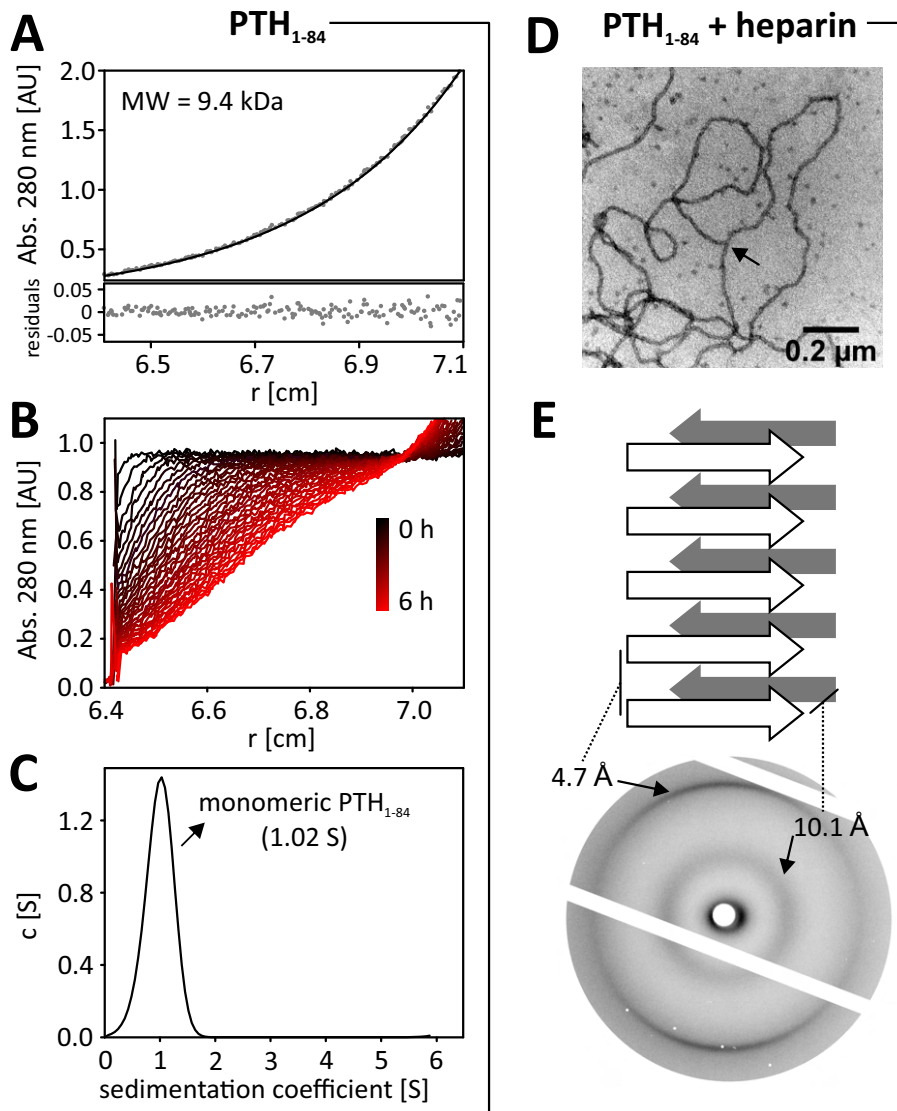 A
PTH1-84
Abs. 280 nm [AU]
2.0
1.5
1.0
0.5
MW = 9.4 kDa
residuals
0.05
0
-0.05
6.5 6.7 6.9 7.1
r [cm]
B
Abs. 280 nm [AU]
1.0
0.8
0.6
0.4
0.2
0.0
0 h
6 h
6.4 6.6 6.8 7.0
r [cm]
C
c [S]
1.2
0.8
0.4
0.0
monomeric PTH1-84
(1.02 S)
0 1 2 3 4 5 6
sedimentation coefficient [S]
D
PTH1-84 + heparin
0.2 µm
E
4.7 Å
10.1 Å